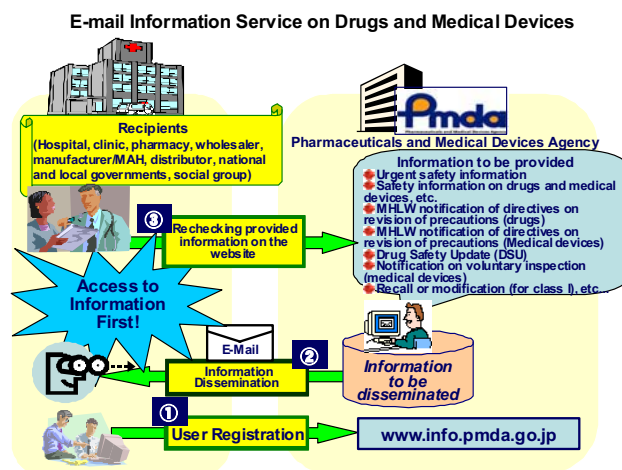 E-mail Information Service on Drugs and Medical Devices
Recipients
(Hospital, clinic, pharmacy, wholesaler,
manufacturer/MAH, distributor, national
and local governments, social group)
Pmda
Pharmaceuticals and Medical Devices Agency
Pharmaceuticals and Medical Devices Agency
Information to be provided
Urgent safety information
Safety information on drugs and medical
devices, etc.
MHLW notification of directives on
revision of precautions (drugs)
MHLW notification of directives on
revision of precautions (Medical devices)
Drug Safety Update (DSU)
Notification on voluntary inspection
(medical devices)
Recall or modification (for class I), etc...
③
Rechecking provided
information on the
website
Access to
Information
First!
E-Mail
②
Information
Dissemination
Information
to be
disseminated
①
User Registration
www.info.pmda.go.jp